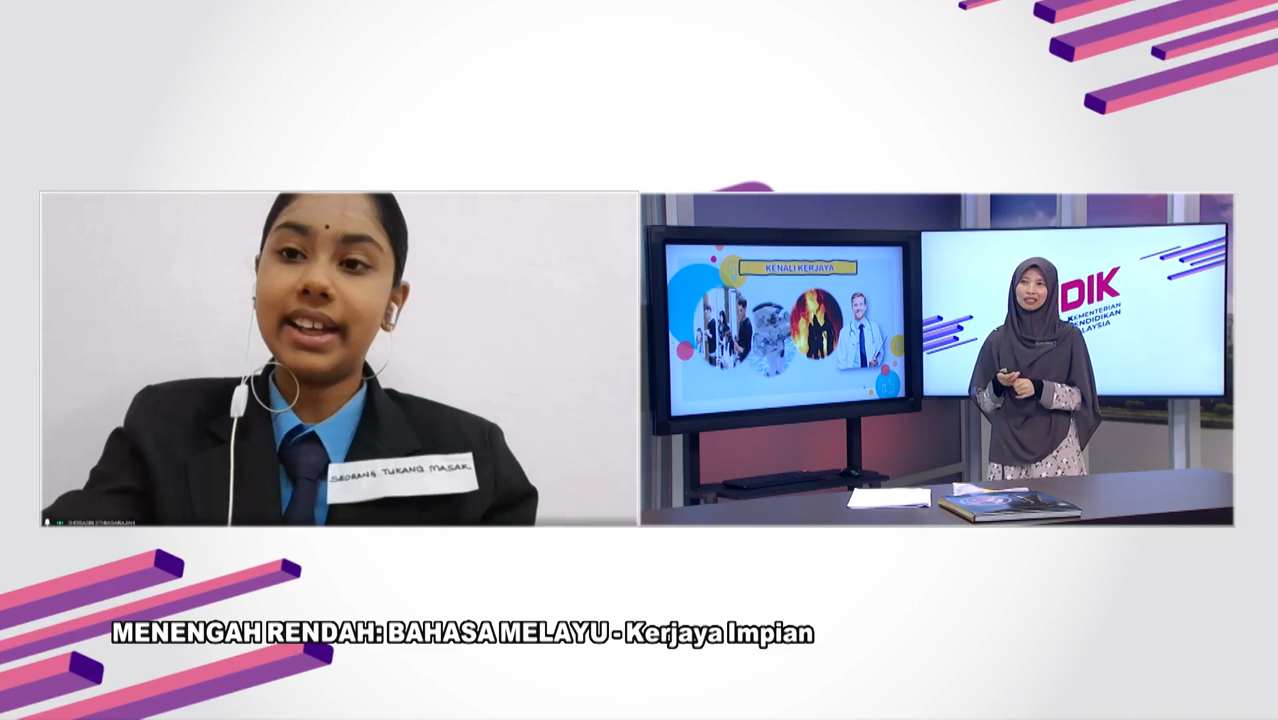 KENALI KERJAYA
DIK
KEMENTERIAN
PENDIDIKAN
MALAYSIA
SEORANG TUKANG MASAK
MENENGAH RENDAH: BAHASA MELAYU - Kerjaya Impian